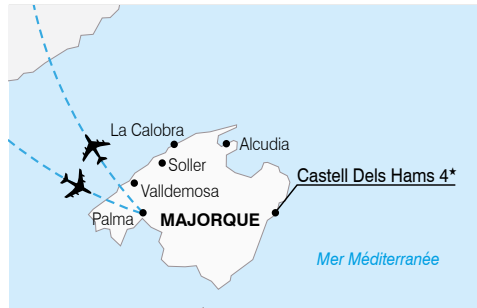 La Calobra
Alcudia
Soller
Castell Dels Hams 4★
Valldemosa
Palma
MAJORQUE
Mer Méditerranée